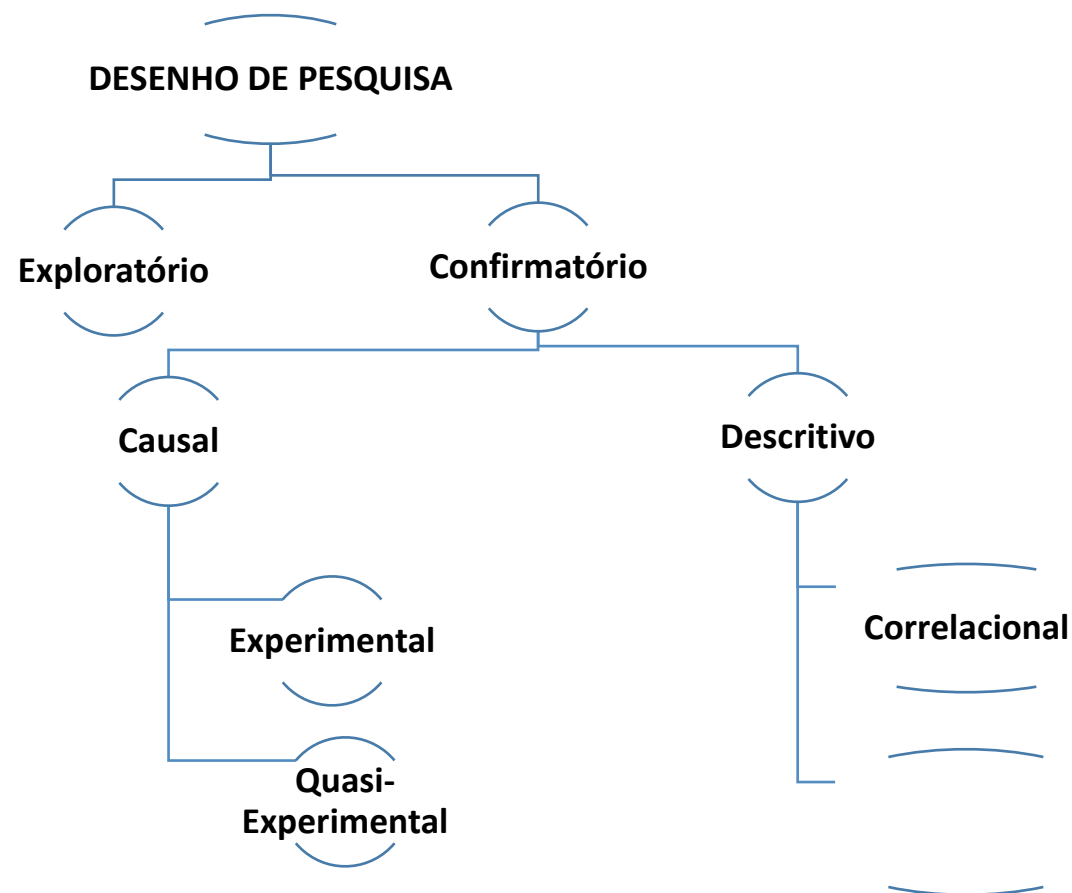 DESENHO DE PESQUISA
Exploratório
Confirmatório
Causal
Descritivo
Experimental
Correlacional
Quasi-
Experimental